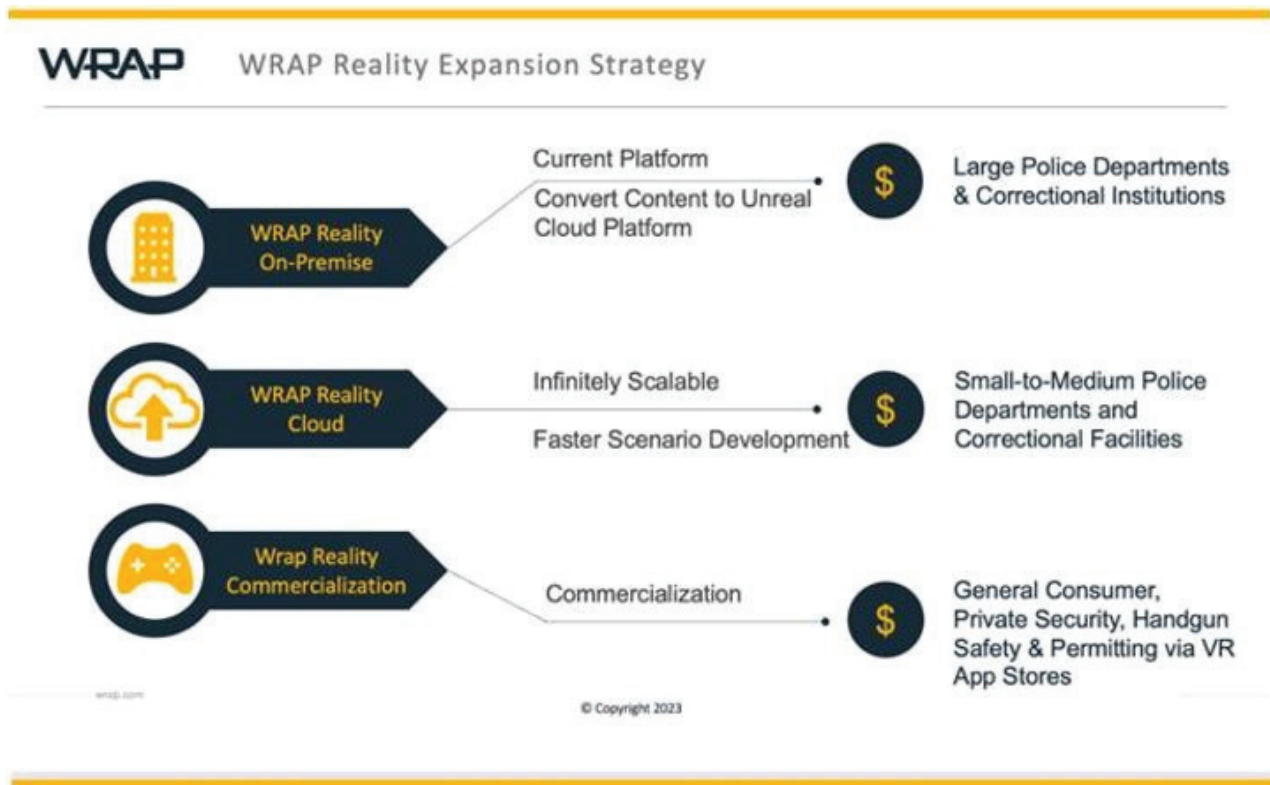 WRAP
WRAP Reality Expansion Strategy
WRAP Reality
On-Premise
Current Platform
Convert Content to Unreal
Cloud Platform
$
Large Police Departments
& Correctional Institutions
WRAP Reality
Cloud
Infinitely Scalable
Faster Scenario Development
$
Small-to-Medium Police
Departments and
Correctional Facilities
Wrap Reality
Commercialization
Commercialization
$
General Consumer,
Private Security, Handgun
Safety & Permitting via VR
App Stores
wrap.com
© Copyright 2023